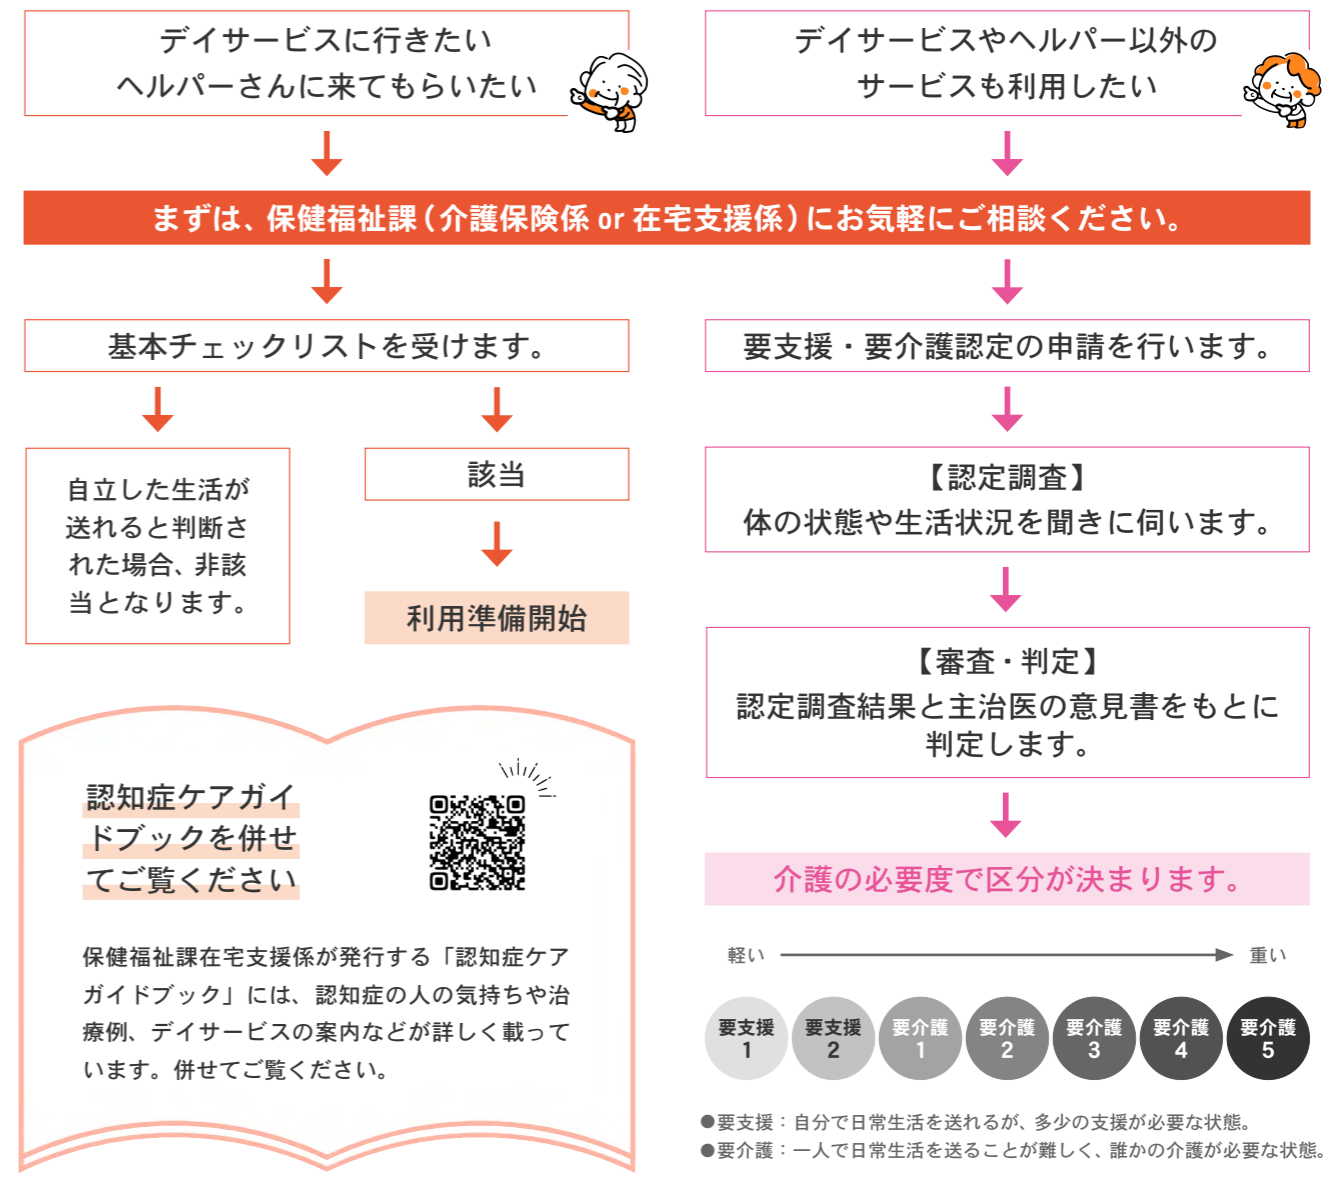 デイサービスに行きたい
ヘルパーさんに来てもらいたい
デイサービスやヘルパー以外の
サービスも利用したい
まずは、保健福祉課（介護保険係 or 在宅支援係）にお気軽にご相談ください。
基本チェックリストを受けます。
自立した生活が
送れると判断さ
れた場合、非該
当となります。
該当
利用準備開始
要支援・要介護認定の申請を行います。
【認定調査】
体の状態や生活状況を聞きに伺います。
【審査・判定】
認定調査結果と主治医の意見書をもとに
判定します。
介護の必要度で区分が決まります。
軽い 重い
要支援
1
要支援
2
要介護
1
要介護
2
要介護
3
要介護
4
要介護
5
●要支援：自分で日常生活を送れるが、多少の支援が必要な状態。
●要介護：一人で日常生活を送ることが難しく、誰かの介護が必要な状態。
認知症ケアガイ
ドブックを併せ
てご覧ください
保健福祉課在宅支援係が発行する「認知症ケア
ガイドブック」には、認知症の人の気持ちや治
療例、デイサービスの案内などが詳しく載って
います。併せてご覧ください。